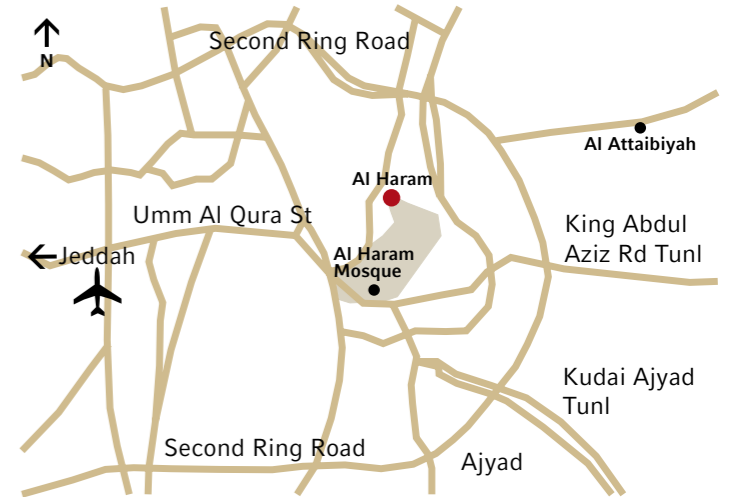 Second Ring Road
N
Al Attaibiyah
Al Haram
Umm Al Qura St
King Abdul
Aziz Rd Tunl
Al Haram
Mosque
Jeddah
Kudai Ajyad
Tunl
Second Ring Road
Ajyad